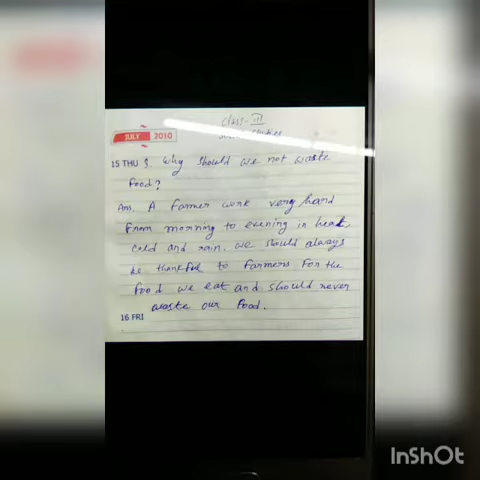 Class - III
Social Studies
JULY 2010
15 THU Q. Why should we not waste
food?
Ans. A farmer work very hard
from morning to evening in heat,
cold and rain. we should always
be thankful to farmers for the
food we eat and should never
waste our food.
16 FRI
InShOt